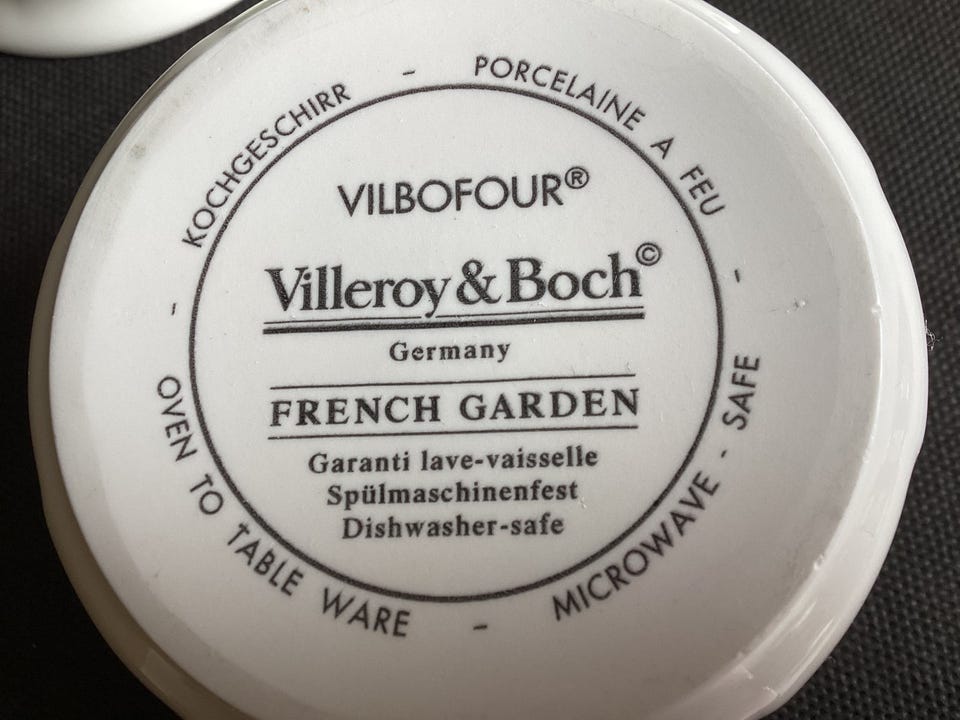 KOCHGESCHIRR - PORCELAINE A FEU - MICROWAVE-SAFE - OVEN TO TABLE WARE -
VILBOFOUR®
Villeroy & Boch©
Germany
FRENCH GARDEN
Garanti lave-vaisselle
Spülmaschinenfest
Dishwasher-safe